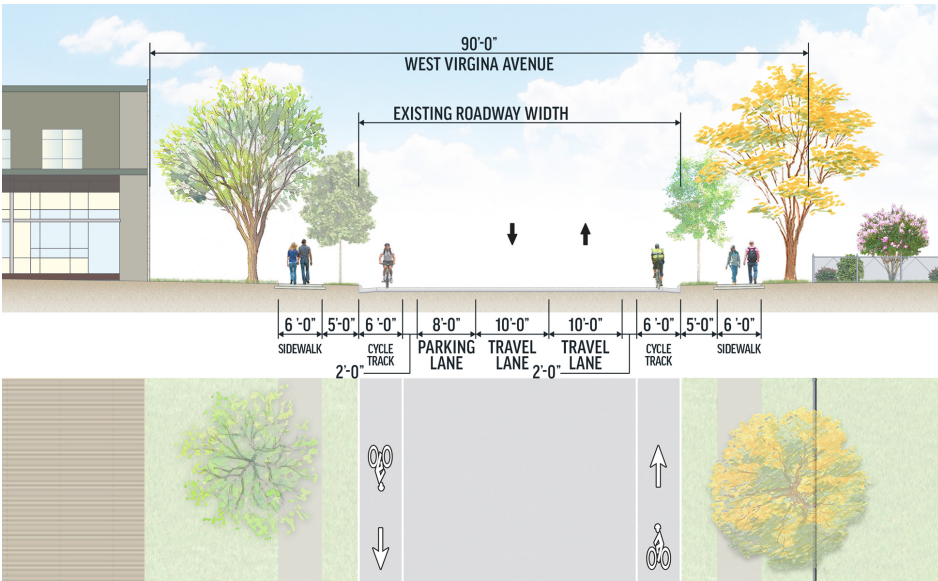 90'-0"
WEST VIRGINA AVENUE
EXISTING ROADWAY WIDTH
6 '-0" 5'-0" 6 '-0" 8'-0" 10'-0" 10'-0" 6 '-0" 5'-0" 6 '-0"
SIDEWALK CYCLE PARKING TRAVEL TRAVEL CYCLE SIDEWALK
TRACK LANE LANE LANE TRACK
2'-0" 2'-0"